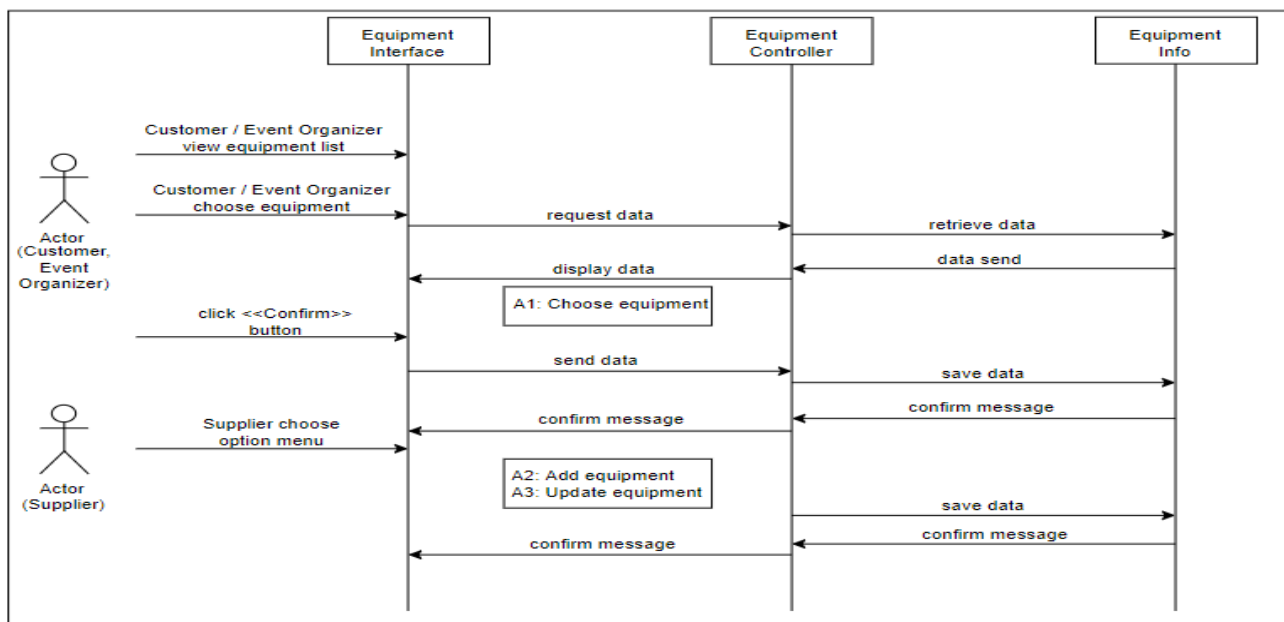 Equipment
Interface
Equipment
Controller
Equipment
Info
Customer / Event Organizer
view equipment list
Customer / Event Organizer
choose equipment
request data
retrieve data
Actor
(Customer,
Event
Organizer)
data send
display data
A1: Choose equipment
click <<Confirm>>
button
send data
save data
confirm message
confirm message
Supplier choose
option menu
A2: Add equipment
A3: Update equipment
Actor
(Supplier)
save data
confirm message
confirm message